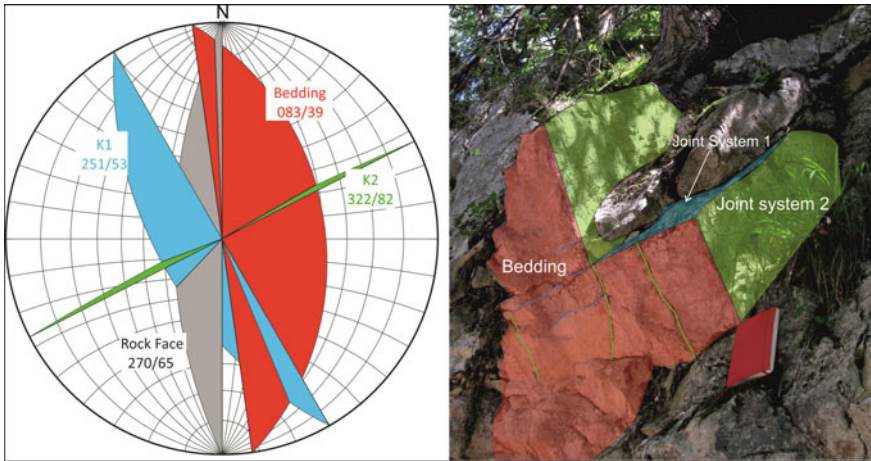 N
Bedding
083/39
K1
251/53
K2
322/82
Rock Face
270/65
Joint System 1
Joint system 2
Bedding